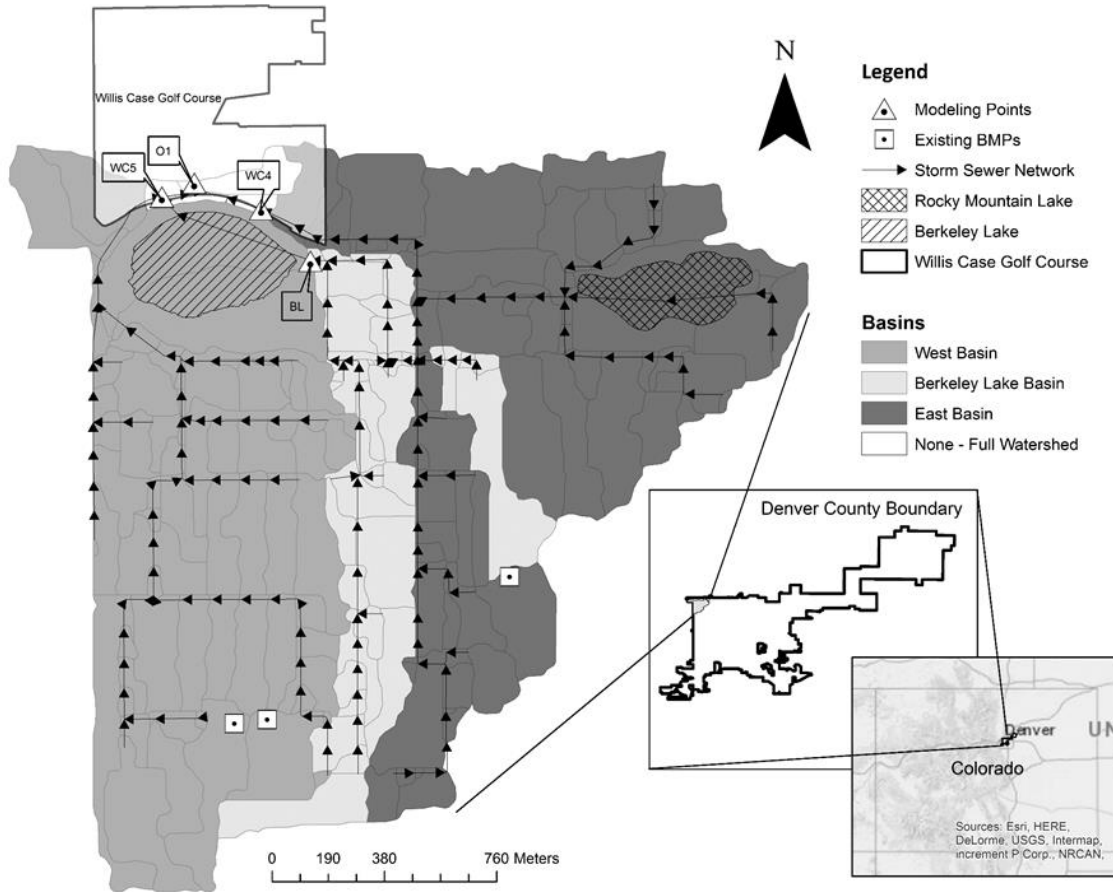 Willis Case Golf Course
O1
WC5
WC4
BL
N
Legend
Modeling Points
Existing BMPs
Storm Sewer Network
Rocky Mountain Lake
Berkeley Lake
Willis Case Golf Course
Basins
West Basin
Berkeley Lake Basin
East Basin
None - Full Watershed
Denver County Boundary
Denver
UN
Colorado
Sources: Esri, HERE,
DeLorme, USGS, Intermap,
increment P Corp., NRCAN,
0 190 380 760 Meters